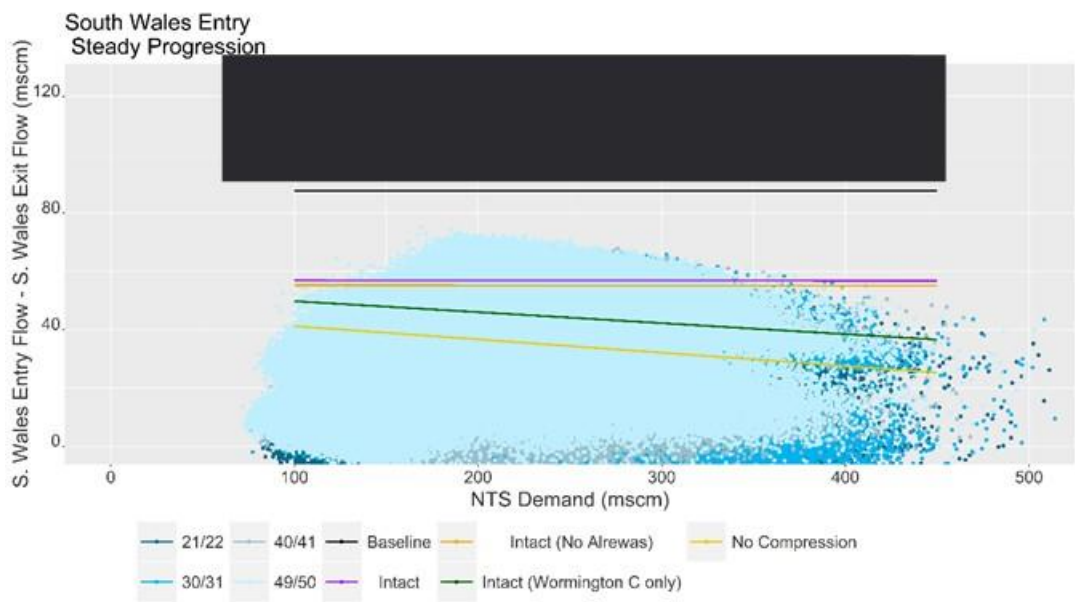 South Wales Entry
Steady Progression
S. Wales Entry Flow - S. Wales Exit Flow (mscm)
120
80
40
0
0 100 200 300 400 500
NTS Demand (mscm)
21/22 40/41 Baseline Intact (No Alrewas) No Compression
30/31 49/50 Intact Intact (Wormington C only)